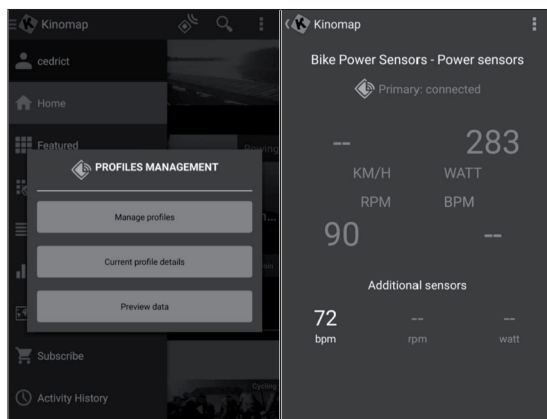 Kinomap
cedrict
Home
Featured
Rowing
PROFILES MANAGEMENT
Manage profiles
Current profile details
Preview data
Subscribe
Activity History
Cycling
Kinomap
Bike Power Sensors - Power sensors
Primary: connected
-- 283
KM/H WATT
RPM BPM
90 --
Additional sensors
72 -- --
bpm rpm watt